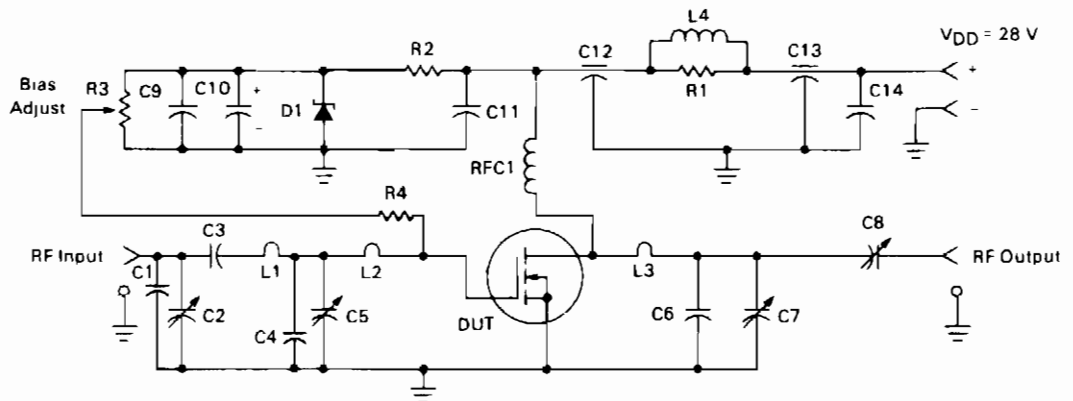 L4
V_DD = 28 V
R2
C12
C13
+
Bias
Adjust
R3
C9
C10
+
−
D1
C11
R1
C14
−
RFC1
R4
C3
C8
RF Input
C1
L1
L2
L3
RF Output
C2
C4
C5
DUT
C6
C7